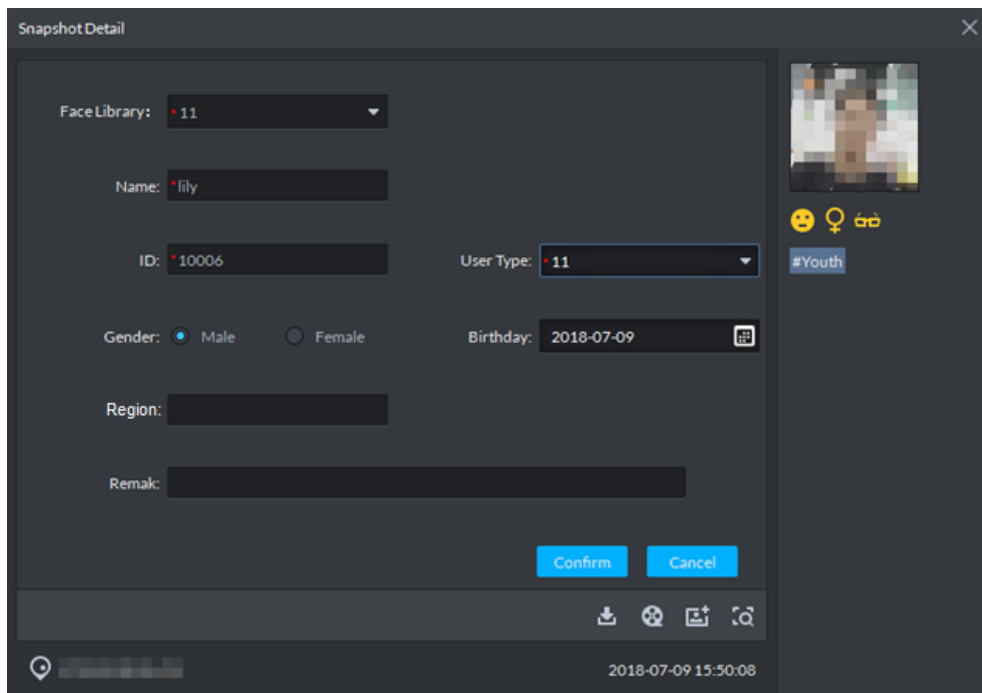 Snapshot Detail
Face Library: *11
Name: *lily
ID: *10006 User Type: *11
#Youth
Gender: Male Female Birthday: 2018-07-09
Region:
Remak:
Confirm Cancel
2018-07-09 15:50:08